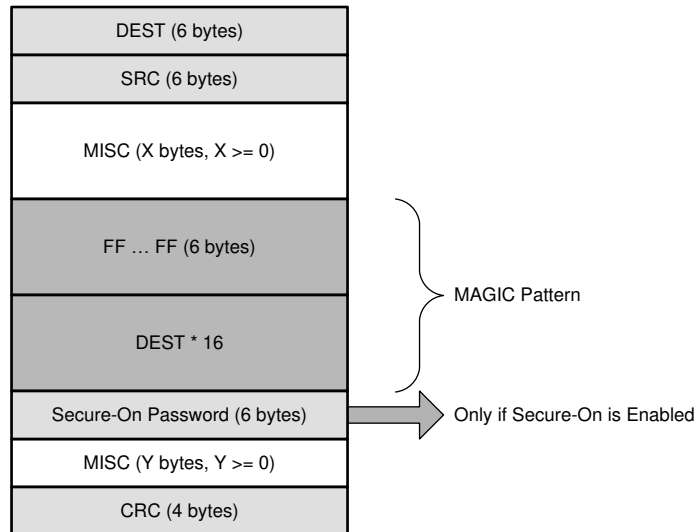 DEST (6 bytes)
SRC (6 bytes)
MISC (X bytes, X >= 0)
FF … FF (6 bytes)
MAGIC Pattern
DEST * 16
Secure-On Password (6 bytes)
Only if Secure-On is Enabled
MISC (Y bytes, Y >= 0)
CRC (4 bytes)